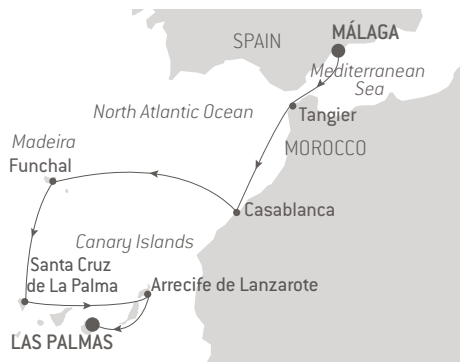 MÁLAGA
SPAIN
Mediterranean
Sea
North Atlantic Ocean
Tangier
Madeira
MOROCCO
Funchal
Casablanca
Canary Islands
Santa Cruz
de La Palma
Arrecife de Lanzarote
LAS PALMAS